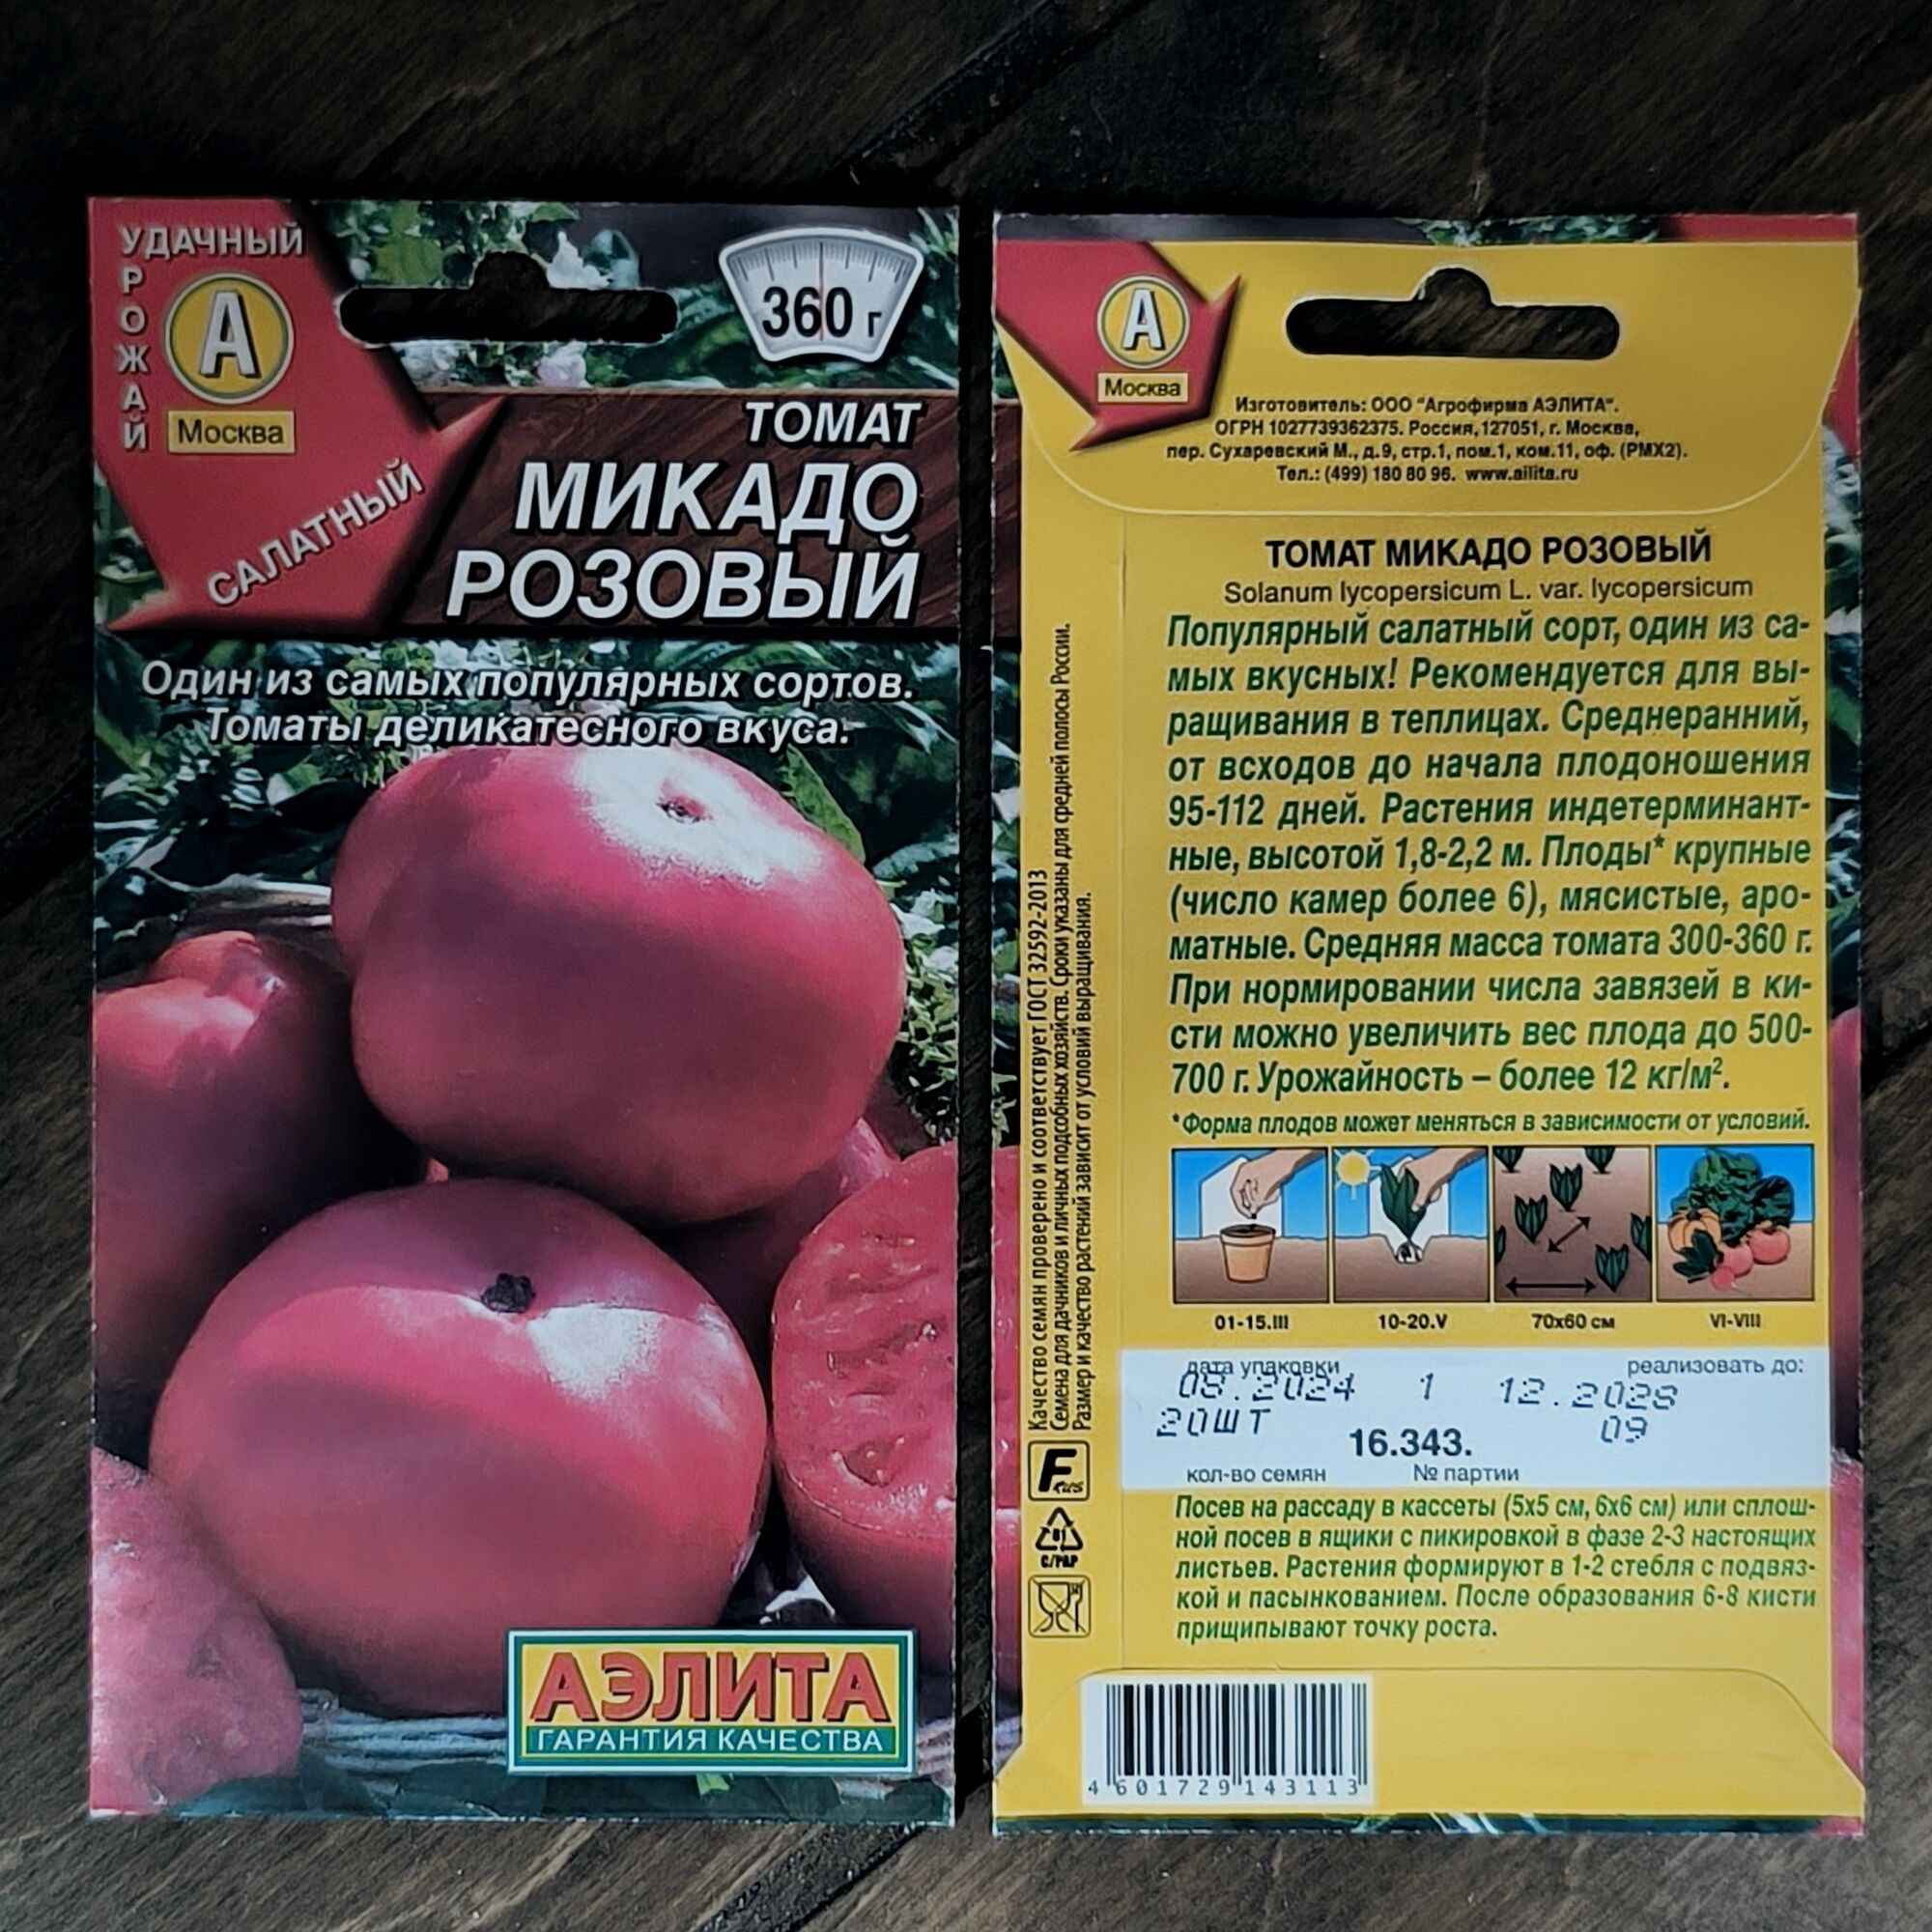 УДАЧНЫЙ
УРОЖАЙ
А
Москва
САЛАТНЫЙ
360 г
ТОМАТ
МИКАДО
РОЗОВЫЙ
Один из самых популярных сортов.
Томаты деликатесного вкуса.
АЭЛИТА
ГАРАНТИЯ КАЧЕСТВА
А
Москва
Изготовитель: ООО "Агрофирма АЭЛИТА".
ОГРН 1027739362375. Россия,127051, г. Москва,
пер. Сухаревский М., д.9, стр.1, пом.1, ком.11, оф. (РМХ2).
Тел.: (499) 180 80 96. www.ailita.ru
ТОМАТ МИКАДО РОЗОВЫЙ
Solanum lycopersicum L. var. lycopersicum
Популярный салатный сорт, один из са-
мых вкусных! Рекомендуется для вы-
ращивания в теплицах. Среднеранний,
от всходов до начала плодоношения
95-112 дней. Растения индетерминант-
ные, высотой 1,8-2,2 м. Плоды* крупные
(число камер более 6), мясистые, аро-
матные. Средняя масса томата 300-360 г.
При нормировании числа завязей в ки-
сти можно увеличить вес плода до 500-
700 г. Урожайность – более 12 кг/м².
*Форма плодов может меняться в зависимости от условий.
01-15.III 10-20.V 70x60 см VI-VIII
дата упаковки реализовать до:
08.2024 1 12.2028
20ШТ 16.343. 09
кол-во семян № партии
Посев на рассаду в кассеты (5x5 см, 6x6 см) или сплош-
ной посев в ящики с пикировкой в фазе 2-3 настоящих
листьев. Растения формируют в 1-2 стебля с подвяз-
кой и пасынкованием. После образования 6-8 кисти
прищипывают точку роста.
Качество семян проверено и соответствует ГОСТ 32592-2013
Семена для дачников и личных подсобных хозяйств. Сроки указаны для средней полосы России.
Размер и качество растений зависит от условий выращивания.
F
rus
81
C/PAP
4 601729 143113